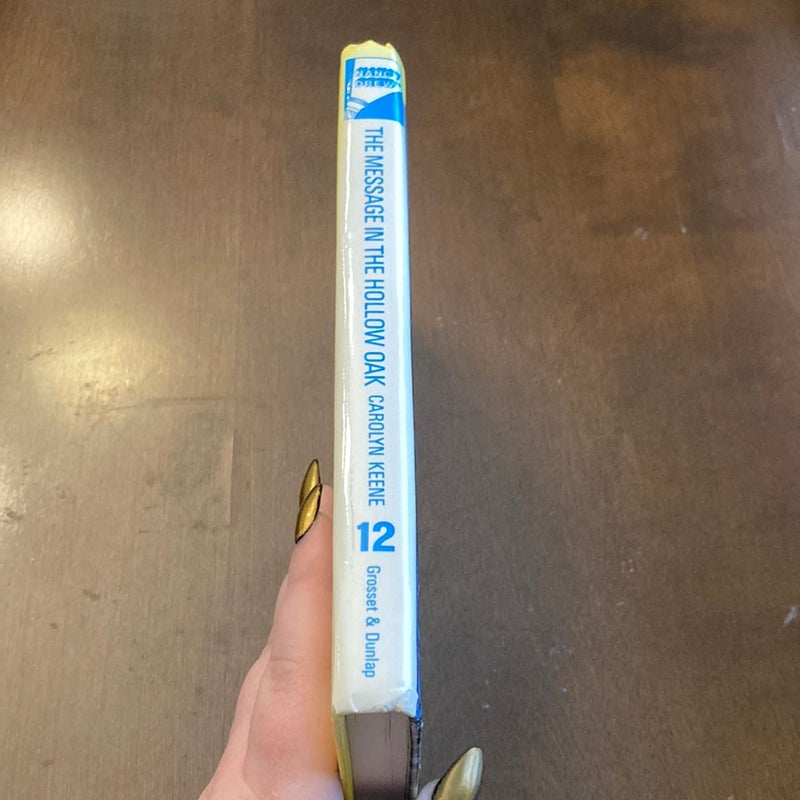 NANCY
DREW
THE MESSAGE IN THE HOLLOW OAK CAROLYN KEENE
12
Grosset & Dunlap